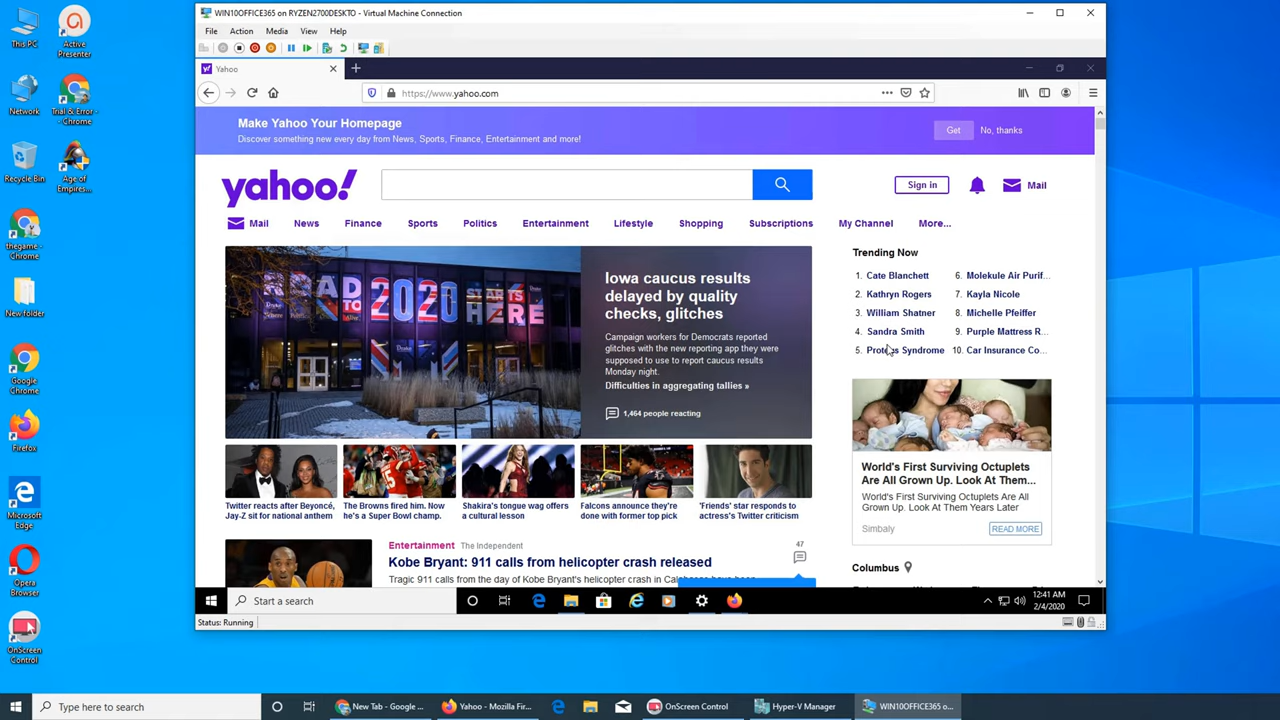 This PC
Active
Presenter
Network
Trial & Error -
- Chrome
Recycle Bin
Age of
Empires...
thegame -
Chrome
New folder
Google
Chrome
Firefox
Microsoft
Edge
Opera
Browser
OnScreen
Control
WIN10OFFICE365 on RYZEN2700DESKTO - Virtual Machine Connection
File Action Media View Help
Yahoo
https://www.yahoo.com
Make Yahoo Your Homepage
Discover something new every day from News, Sports, Finance, Entertainment and more!
Get No, thanks
yahoo!
Sign in Mail
Mail News Finance Sports Politics Entertainment Lifestyle Shopping Subscriptions My Channel More...
READ 2020 STARTS
TO HERE
Drake
Iowa caucus results
delayed by quality
checks, glitches
Campaign workers for Democrats reported
glitches with the new reporting app they were
supposed to use to report caucus results
Monday night.
Difficulties in aggregating tallies »
1,464 people reacting
Trending Now
1. Cate Blanchett
2. Kathryn Rogers
3. William Shatner
4. Sandra Smith
5. Proteus Syndrome
6. Molekule Air Purif...
7. Kayla Nicole
8. Michelle Pfeiffer
9. Purple Mattress R...
10. Car Insurance Co...
World's First Surviving Octuplets
Are All Grown Up. Look At Them...
World's First Surviving Octuplets Are All
Grown Up. Look At Them Years Later
Simbaly READ MORE
Twitter reacts after Beyoncé,
Jay-Z sit for national anthem
The Browns fired him. Now
he's a Super Bowl champ.
Shakira's tongue wag offers
a cultural lesson
Falcons announce they're
done with former top pick
'Friends' star responds to
actress's Twitter criticism
Entertainment The Independent
47
Kobe Bryant: 911 calls from helicopter crash released
Tragic 911 calls from the day of Kobe Bryant's helicopter crash in Calabasas have been
Columbus
Start a search
12:41 AM
2/4/2020
Status: Running
Type here to search
New Tab - Google ...
Yahoo - Mozilla Fir...
OnScreen Control
Hyper-V Manager
WIN10OFFICE365 o...